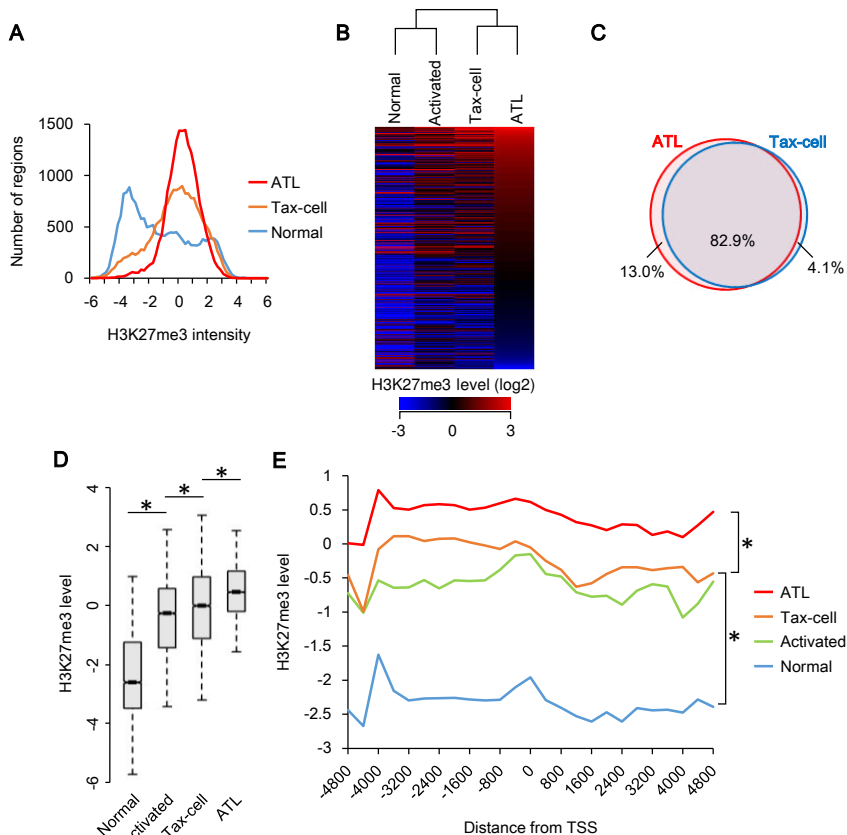 A
Number of regions
1500
1000
500
0
-6 -4 -2 0 2 4 6
H3K27me3 intensity
ATL
Tax-cell
Normal
B
Normal
Activated
Tax-cell
ATL
H3K27me3 level (log2)
-3 0 3
C
ATL
Tax-cell
82.9%
13.0%
4.1%
D
H3K27me3 level
4
2
0
-2
-4
-6
*
*
*
Normal
ctivated
Tax-cell
ATL
E
H3K27me3 level
1
0.5
0
-0.5
-1
-1.5
-2
-2.5
-3
-4800 -4000 -3200 -2400 -1600 -800 0 800 1600 2400 3200 4000 4800
Distance from TSS
*
*
ATL
Tax-cell
Activated
Normal